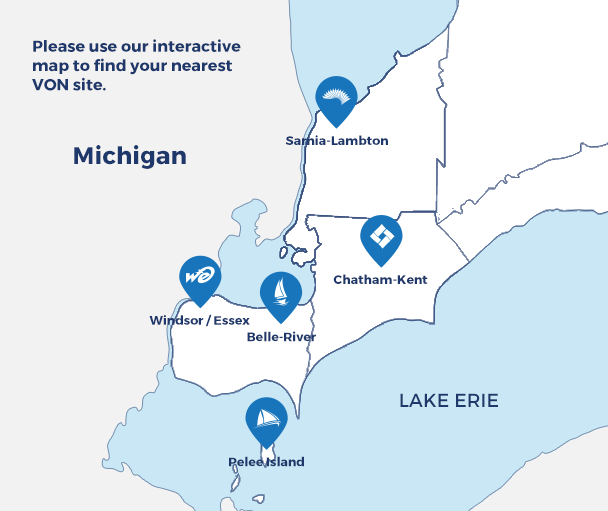 Please use our interactive
map to find your nearest
VON site.
Michigan
Sarnia-Lambton
Chatham-Kent
we
Windsor / Essex
Belle-River
LAKE ERIE
Pelee Island